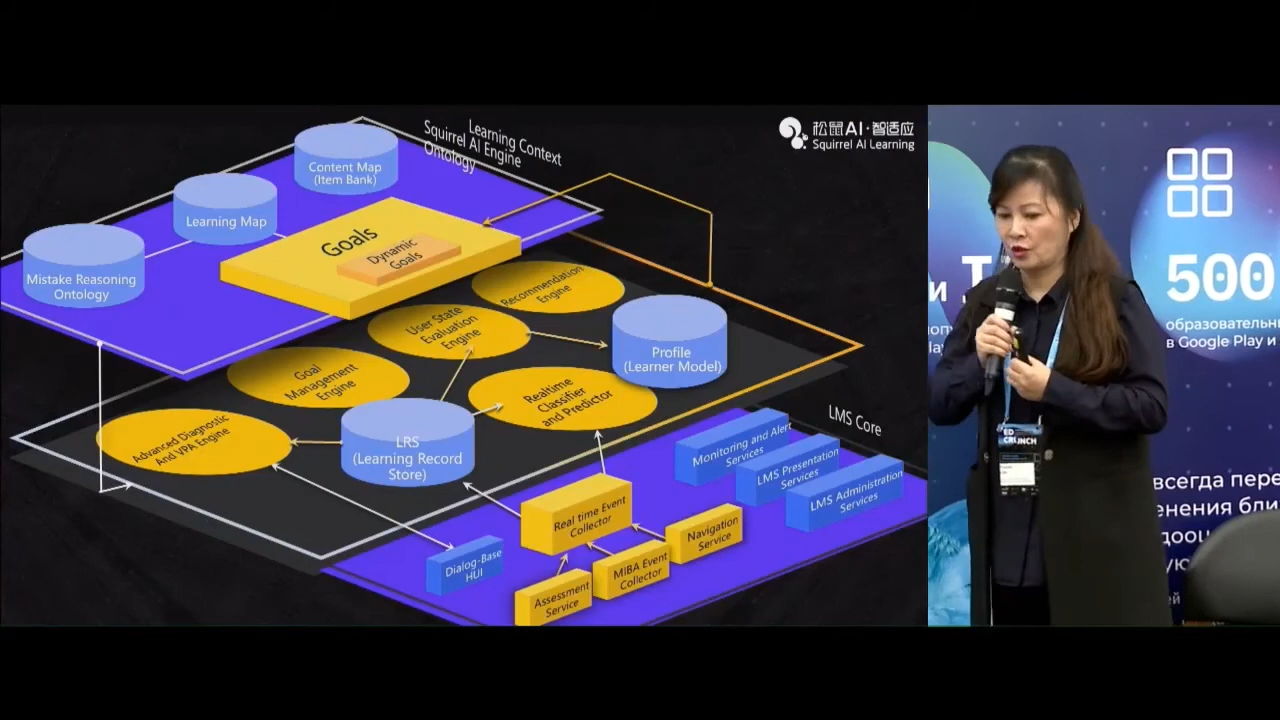 Learning Context
Squirrel AI Engine
Ontology
松鼠AI·智适应
Squirrel AI Learning
Content Map
(Item Bank)
Learning Map
Mistake Reasoning
Ontology
Goals
Dynamic
Goals
Recommendation
Engine
User State
Evaluation
Engine
Profile
(Learner Model)
Goal
Management
Engine
Realtime
Classifier
and Predictor
Advanced Diagnostic
And VPA Engine
LRS
(Learning Record
Store)
LMS Core
Monitoring and Alert
Services
LMS Presentation
Services
LMS Administration
Services
Real time Event
Collector
Navigation
Service
MIBA Event
Collector
Assessment
Service
Dialog-Base
HUI
500
образовательны
в Google Play и
ED
CRUNCH
всегда пере
енения бли